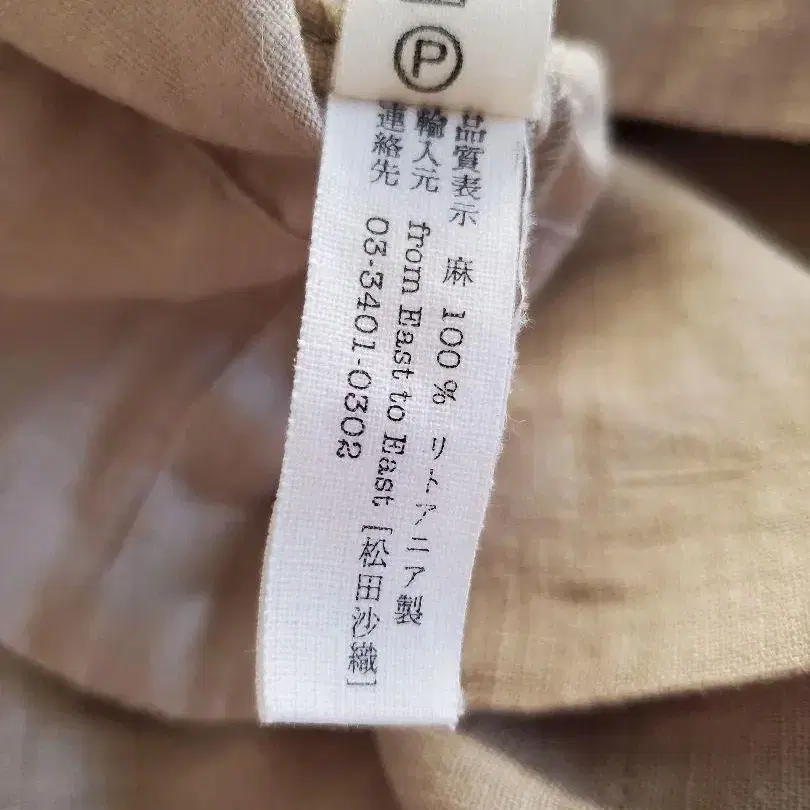 P
品質表示 麻 100% リトアニア製
輸入元 from East to East [松田沙織]
連絡先 03-3401-0302